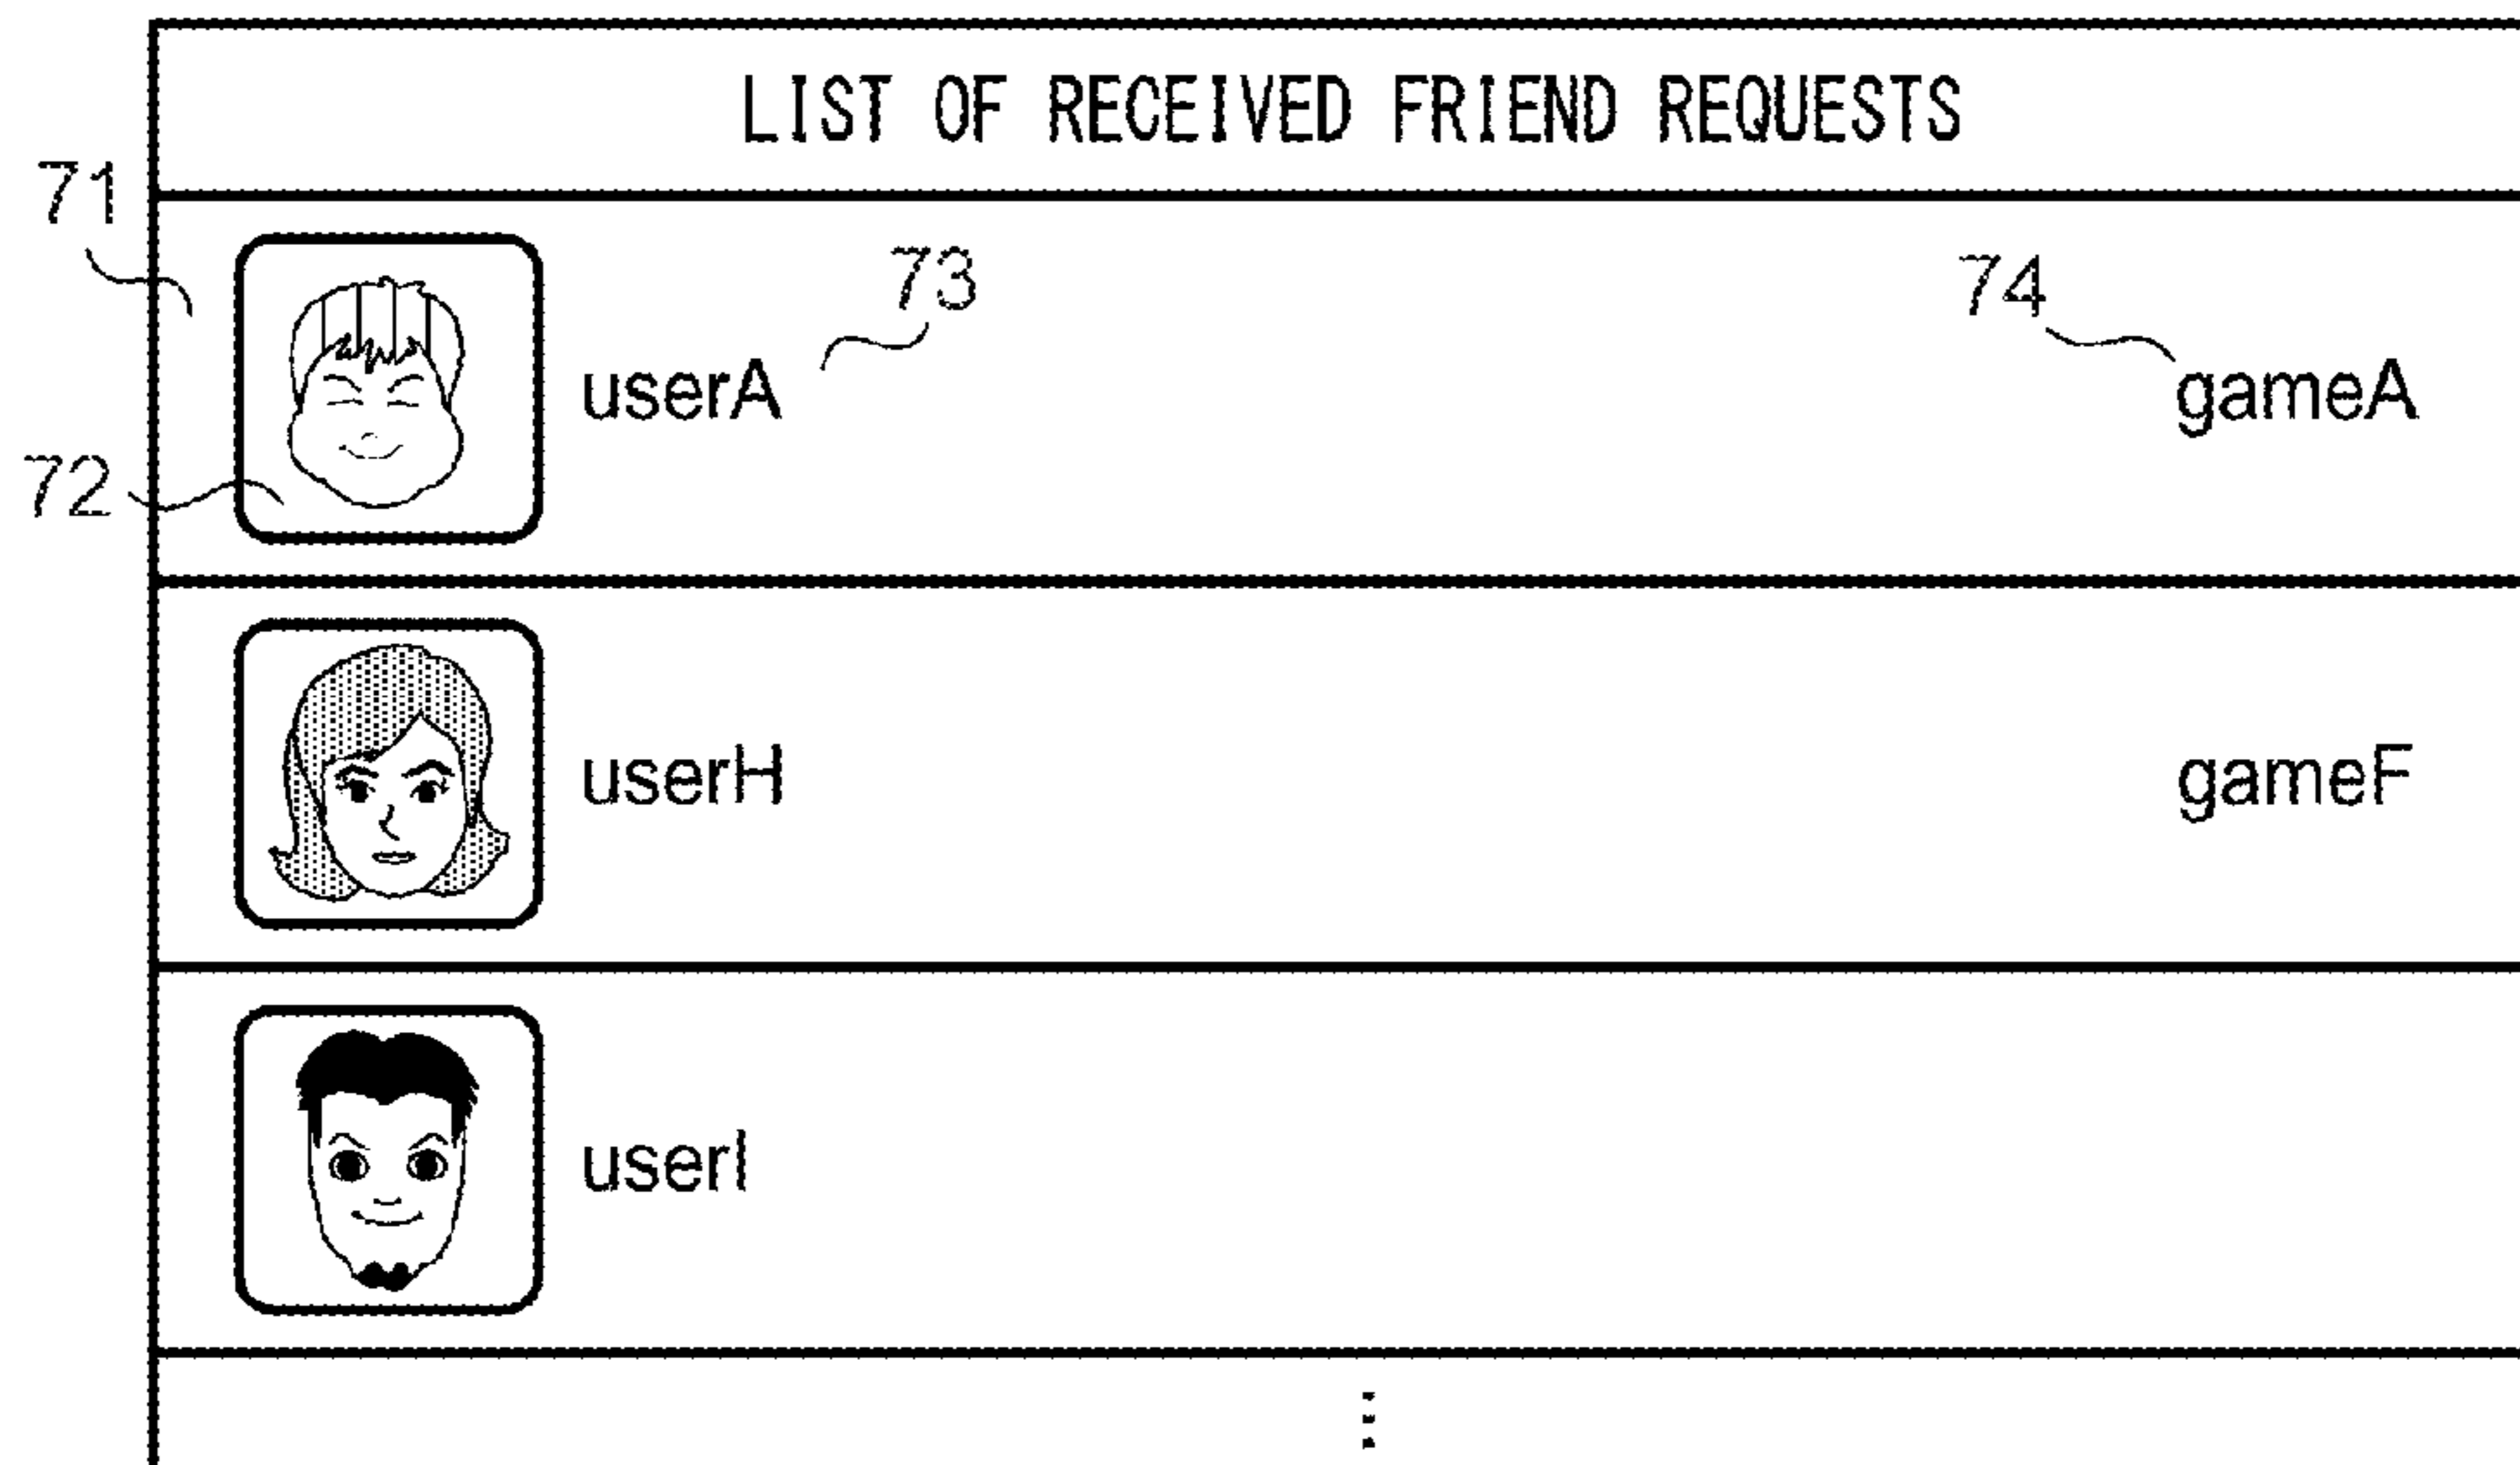 LIST OF RECEIVED FRIEND REQUESTS
71
73
74
userA
gameA
72
userH
gameF
userI